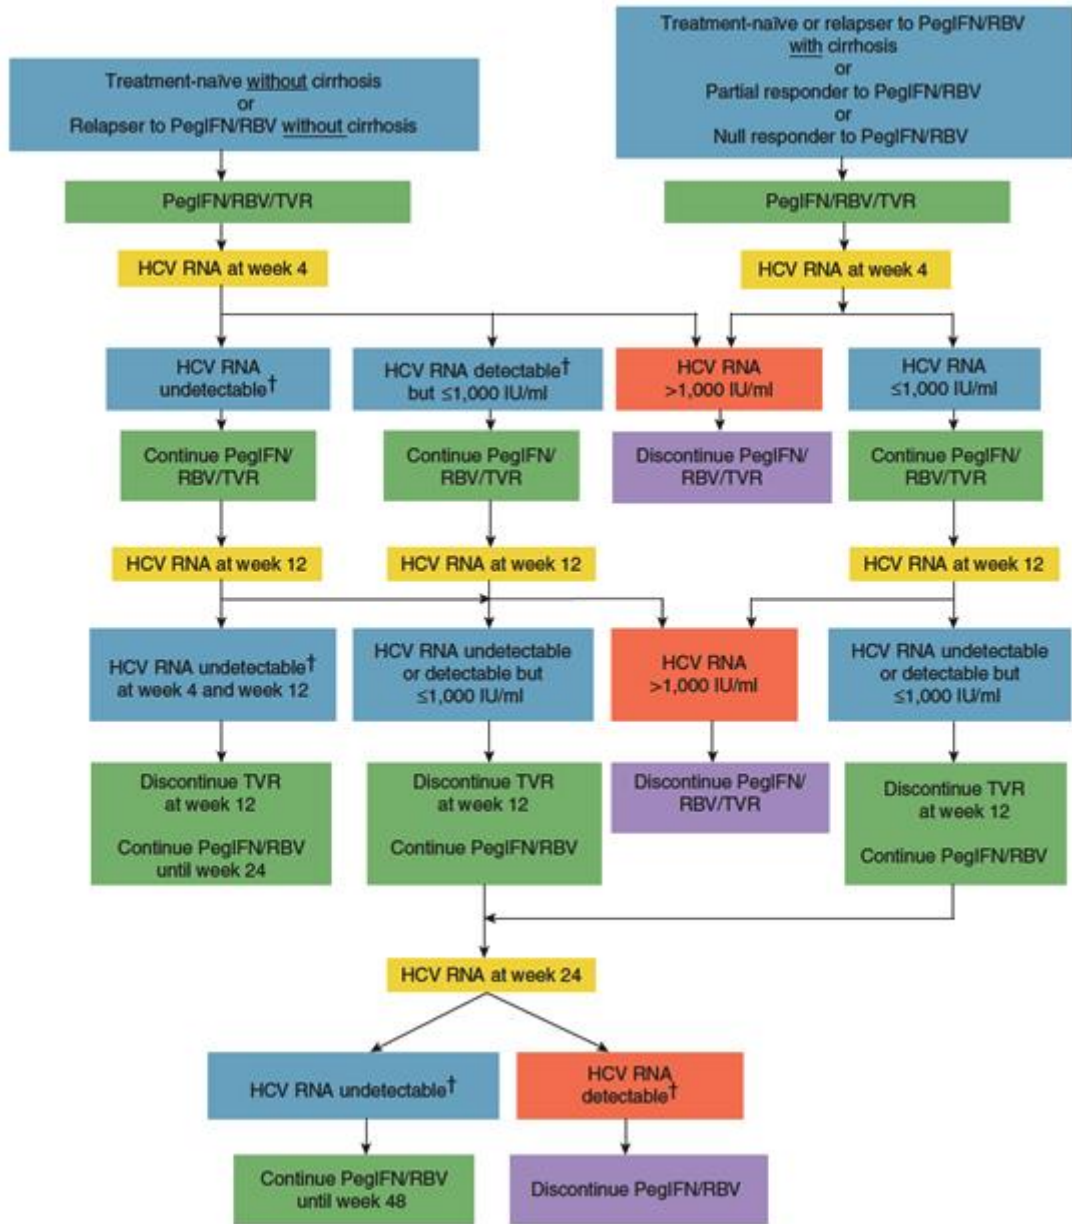 Treatment-naïve without cirrhosis
or
Relapser to PegIFN/RBV without cirrhosis
Treatment-naïve or relapser to PegIFN/RBV
with cirrhosis
or
Partial responder to PegIFN/RBV
or
Null responder to PegIFN/RBV
PegIFN/RBV/TVR
PegIFN/RBV/TVR
HCV RNA at week 4
HCV RNA at week 4
HCV RNA
undetectable†
HCV RNA detectable†
but ≤1,000 IU/ml
HCV RNA
>1,000 IU/ml
HCV RNA
≤1,000 IU/ml
Continue PegIFN/
RBV/TVR
Continue PegIFN/
RBV/TVR
Discontinue PegIFN/
RBV/TVR
Continue PegIFN/
RBV/TVR
HCV RNA at week 12
HCV RNA at week 12
HCV RNA at week 12
HCV RNA undetectable†
at week 4 and week 12
HCV RNA undetectable
or detectable but
≤1,000 IU/ml
HCV RNA
>1,000 IU/ml
HCV RNA undetectable
or detectable but
≤1,000 IU/ml
Discontinue TVR
at week 12
Continue PegIFN/RBV
until week 24
Discontinue TVR
at week 12
Continue PegIFN/RBV
Discontinue PegIFN/
RBV/TVR
Discontinue TVR
at week 12
Continue PegIFN/RBV
HCV RNA at week 24
HCV RNA undetectable†
HCV RNA
detectable†
Continue PegIFN/RBV
until week 48
Discontinue PegIFN/RBV